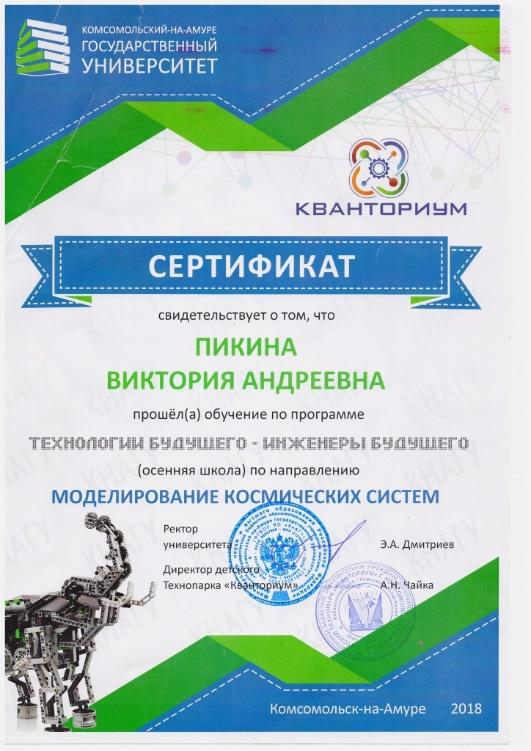 КОМСОМОЛЬСКИЙ-НА-АМУРЕ
ГОСУДАРСТВЕННЫЙ
УНИВЕРСИТЕТ
КВАНТОРИУМ
СЕРТИФИКАТ
свидетельствует о том, что
ПИКИНА
ВИКТОРИЯ АНДРЕЕВНА
прошёл(а) обучение по программе
ТЕХНОЛОГИИ БУДУЩЕГО - ИНЖЕНЕРЫ БУДУЩЕГО
(осенняя школа) по направлению
МОДЕЛИРОВАНИЕ КОСМИЧЕСКИХ СИСТЕМ
Ректор
университета Э.А. Дмитриев
Директор детского
Технопарка «Кванториум» А.Н. Чайка
Комсомольск-на-Амуре 2018